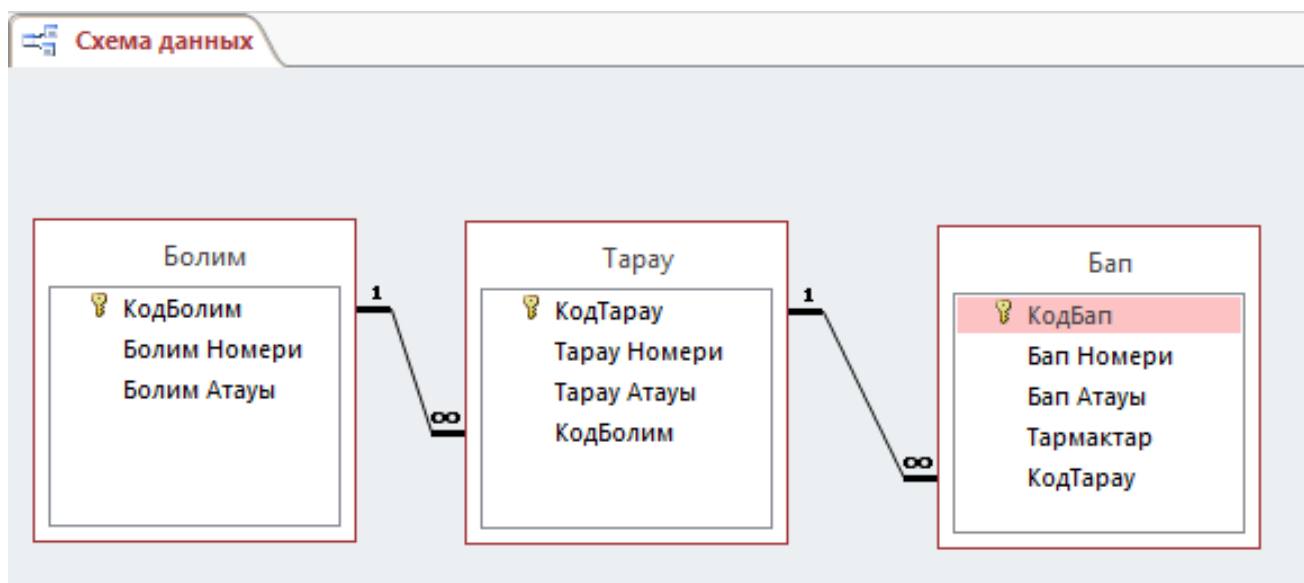 Схема данных
Болим
КодБолим
Болим Номери
Болим Атауы
1
∞
Тарау
КодТарау
Тарау Номери
Тарау Атауы
КодБолим
1
∞
Бап
КодБап
Бап Номери
Бап Атауы
Тармактар
КодТарау